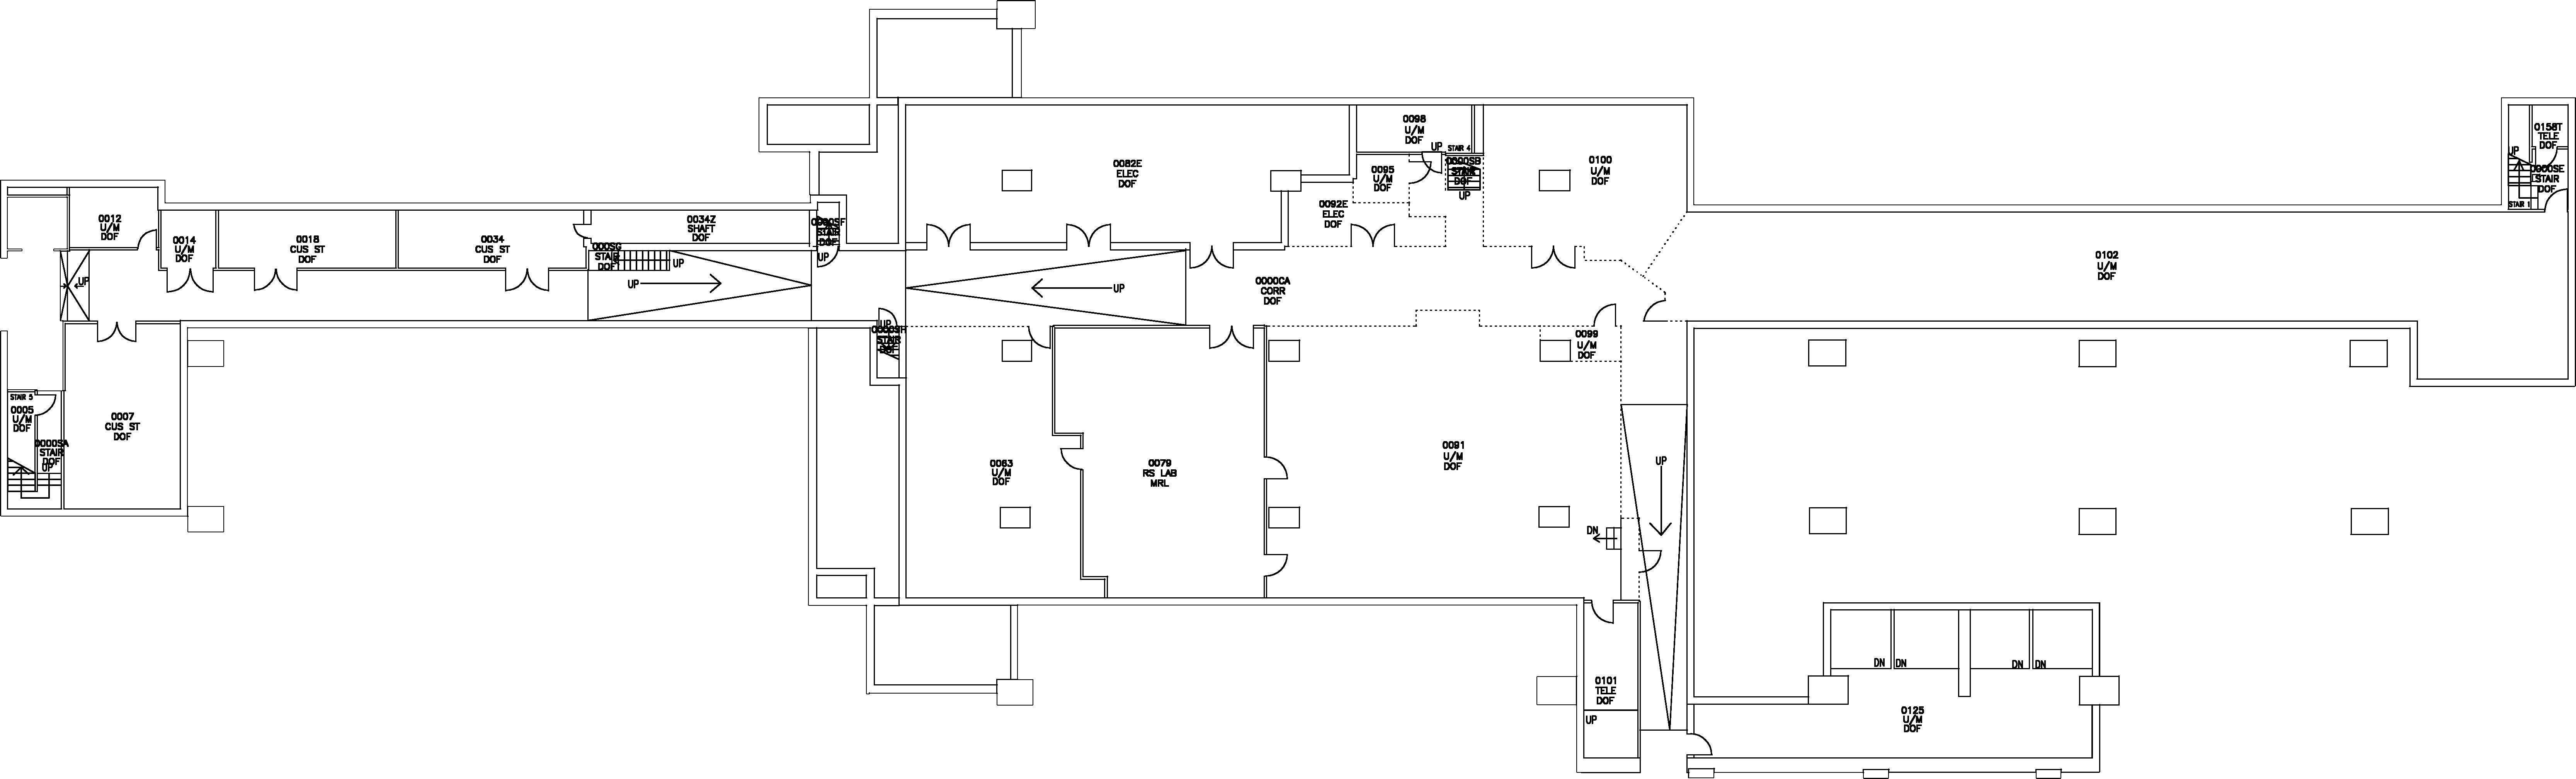 0012
U/M
DOF
0014
U/M
DOF
0018
CUS ST
DOF
0034
CUS ST
DOF
0034Z
SHAFT
DOF
000SG
STAIR
DOF
UP
UP
UP
0000SF
STAIR
DOF
UP
0082E
ELEC
DOF
UP
0000CA
CORR
DOF
0092E
ELEC
DOF
0095
U/M
DOF
0098
U/M
DOF
UP
STAIR 4
0000SB
STAIR
DOF
UP
0100
U/M
DOF
0102
U/M
DOF
0158T
TELE
DOF
UP
0000SE
STAIR
DOF
STAIR 1
UP
0000SH
STAIR
DOF
0099
U/M
DOF
STAIR 5
0005
U/M
DOF
0000SA
STAIR
DOF
UP
0007
CUS ST
DOF
0063
U/M
DOF
0079
RS LAB
MRL
0091
U/M
DOF
UP
DN
0101
TELE
DOF
UP
DN DN
DN DN
0125
U/M
DOF